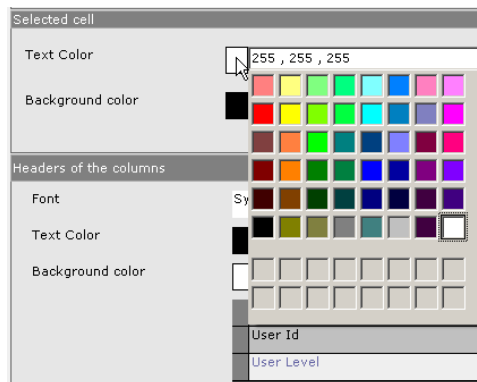 Selected cell
Text Color
255 , 255 , 255
Background color
Headers of the columns
Font
Sy
Text Color
Background color
User Id
User Level